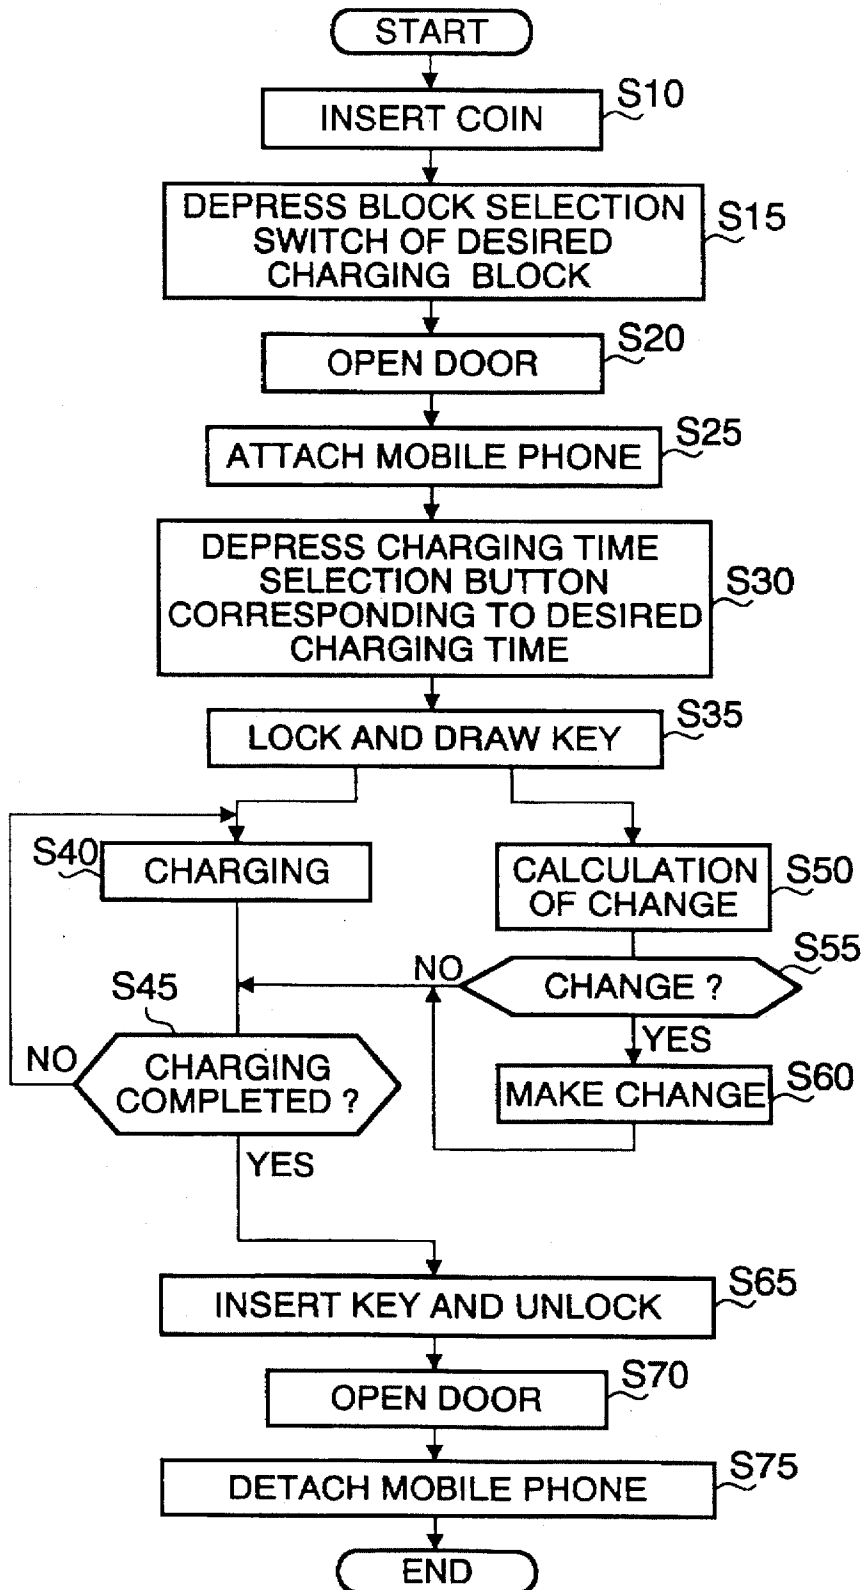 START
INSERT COIN
S10
DEPRESS BLOCK SELECTION
SWITCH OF DESIRED
CHARGING BLOCK
S15
OPEN DOOR
S20
ATTACH MOBILE PHONE
S25
DEPRESS CHARGING TIME
SELECTION BUTTON
CORRESPONDING TO DESIRED
CHARGING TIME
S30
LOCK AND DRAW KEY
S35
S40
CHARGING
CALCULATION
OF CHANGE
S50
S55
NO
CHANGE ?
YES
S45
NO
CHARGING
COMPLETED ?
YES
MAKE CHANGE
S60
INSERT KEY AND UNLOCK
S65
OPEN DOOR
S70
DETACH MOBILE PHONE
S75
END